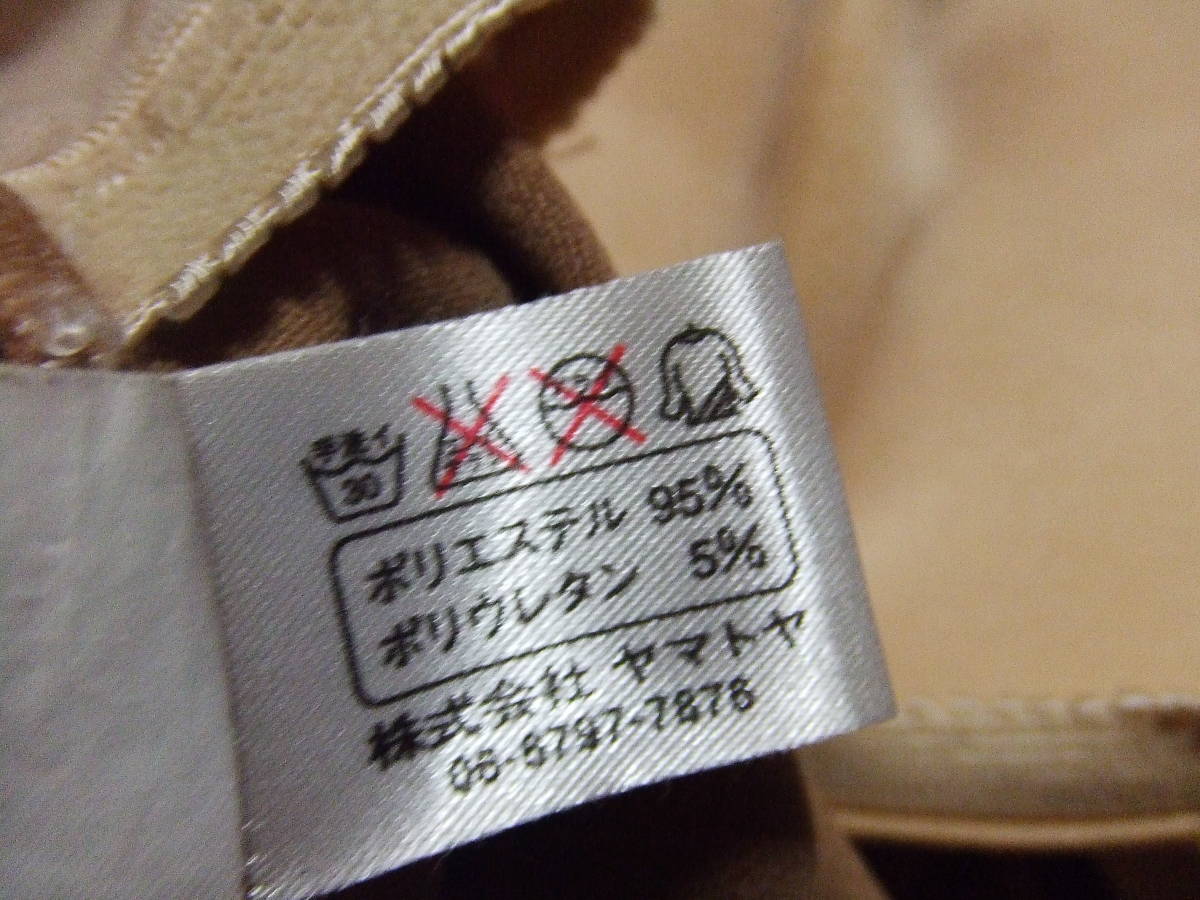 手洗イ
30
ポリエステル 95%
ポリウレタン 5%
株式会社 ヤマトヤ
06-6797-7876